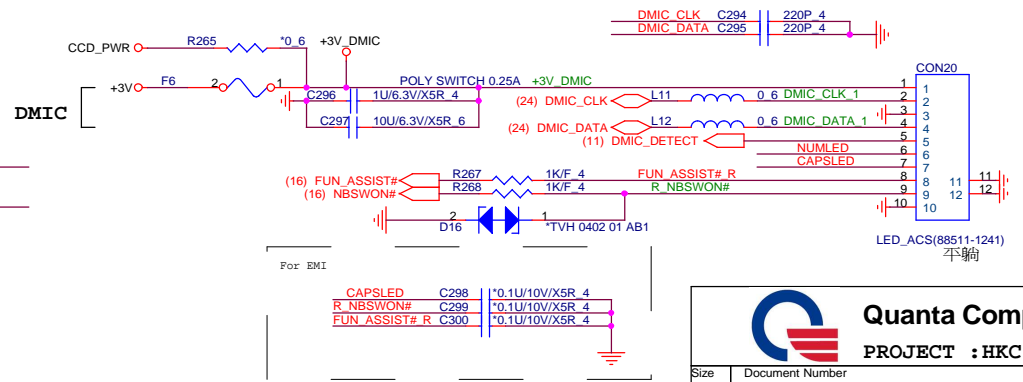 DMIC_CLK C294 220P_4
DMIC_DATA C295 220P_4
CCD_PWR R265 *0_6 +3V_DMIC
CON20
+3V F6 2 1 POLY SWITCH 0.25A +3V_DMIC 1 1
DMIC
C296 1U/6.3V/X5R_4
(24) DMIC_CLK L11 0_6 DMIC_CLK_1 2 2
3 3
C297 10U/6.3V/X5R_6
(24) DMIC_DATA L12 0_6 DMIC_DATA_1 4 4
(11) DMIC_DETECT 5 5
NUMLED 6 6
CAPSLED 7 7
(16) FUN_ASSIST# R267 1K/F_4 FUN_ASSIST#_R 8 8 11 11
(16) NBSWON# R268 1K/F_4 R_NBSWON# 9 9 12 12
10 10
2 1
D16 *TVH 0402 01 AB1
LED_ACS(88511-1241)
平躺
For EMI
CAPSLED C298 *0.1U/10V/X5R_4
R_NBSWON# C299 *0.1U/10V/X5R_4
FUN_ASSIST#_R C300 *0.1U/10V/X5R_4
Quanta Comp
PROJECT : HKC
Size Document Number